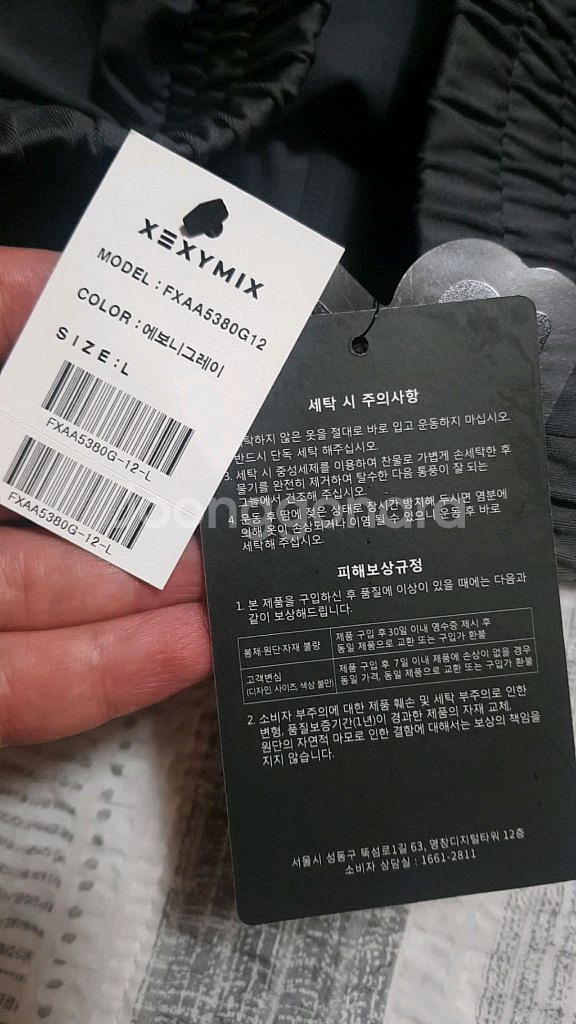 XEXYMIX
MODEL : FXAA5380G12
COLOR : 에보니그레이
SIZE : L
FXAA5380G-12-L
FXAA5380G-12-L
세탁 시 주의사항
탁하지 않은 옷을 절대로 바로 입고 운동하지 마십시오.
반드시 단독 세탁 해주십시오.
3. 세탁 시 중성세제를 이용하여 찬물로 가볍게 손세탁한 후
물기를 완전히 제거하여 탈수한 다음 통풍이 잘 되는
그늘에서 건조해 주십시오.
4. 운동 후 땀에 젖은 상태로 장시간 방치해 두시면 염분에
의해 옷이 손상되거나 이염 될 수 있으니 운동 후 바로
세탁해 주십시오.
피해보상규정
1. 본 제품을 구입하신 후 품질에 이상이 있을 때에는 다음과
같이 보상해드립니다.
봉제·원단·자재 불량
제품 구입 후 30일 이내 영수증 제시 후
동일 제품으로 교환 또는 구입가 환불
고객변심
(디자인 사이즈 색상 불만)
제품 구입 후 7일 이내 제품에 손상이 없을 경우
동일 가격, 동일 제품으로 교환 또는 구입가 환불
2. 소비자 부주의에 대한 제품 훼손 및 세탁 부주의로 인한
변형, 품질보증기간(1년)이 경과한 제품의 자재 교체,
원단의 자연적 마모로 인한 결함에 대해서는 보상의 책임을
지지 않습니다.
서울시 성동구 뚝섬로1길 63, 영창디지털타워 12층
소비자 상담실 : 1661-2811